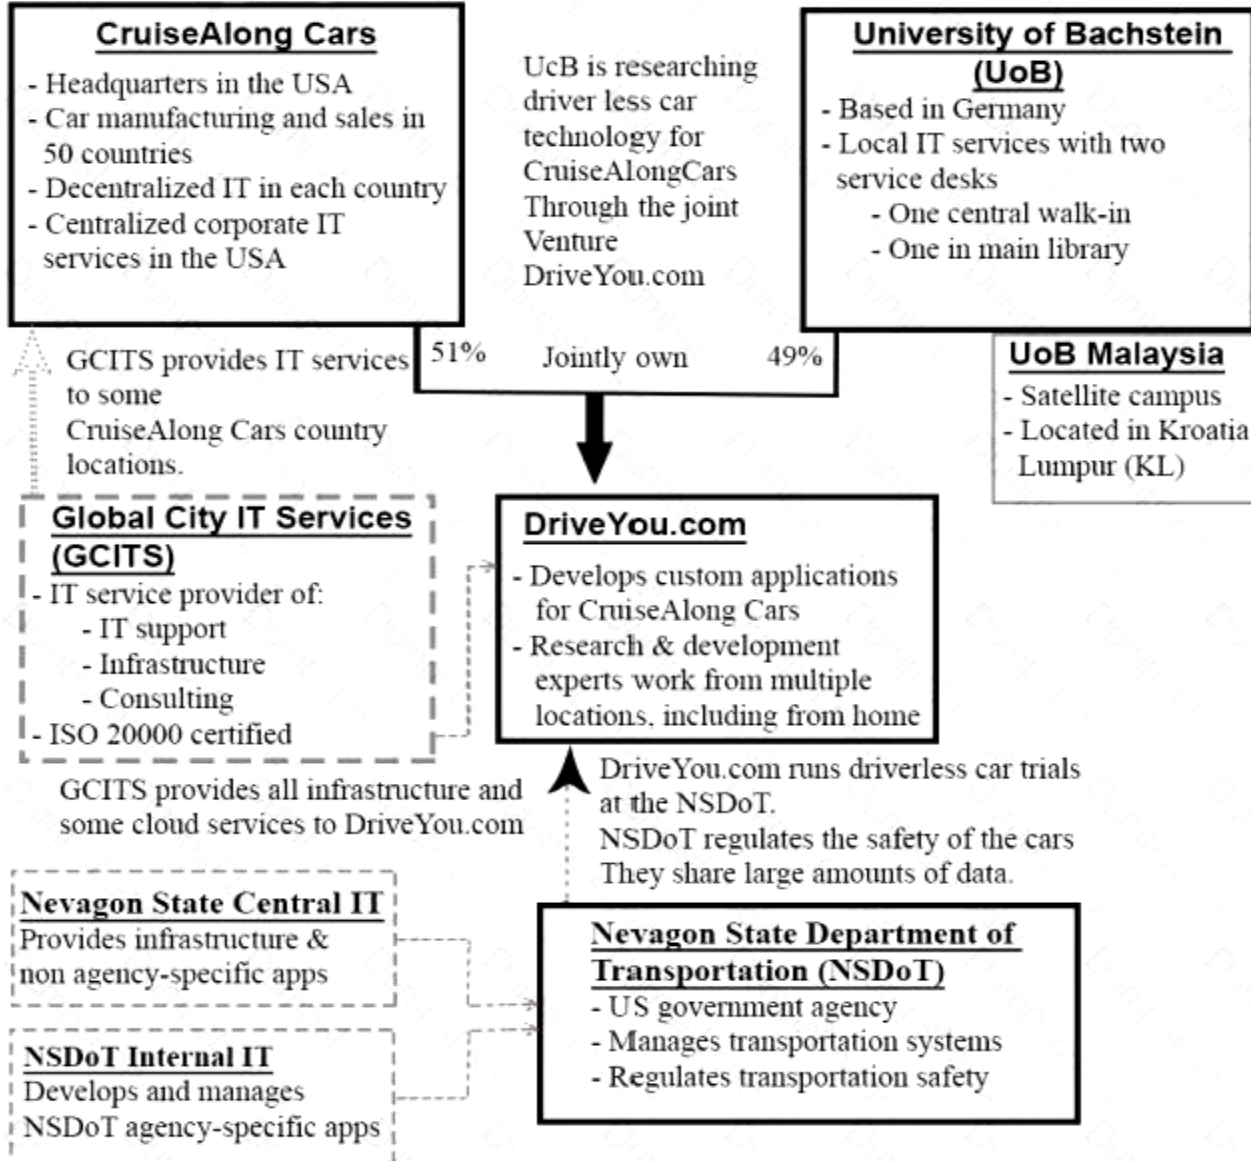 CruiseAlong Cars
- Headquarters in the USA
- Car manufacturing and sales in
50 countries
- Decentralized IT in each country
- Centralized corporate IT
services in the USA
UcB is researching
driver less car
technology for
CruiseAlongCars
Through the joint
Venture
DriveYou.com
University of Bachstein
(UoB)
- Based in Germany
- Local IT services with two
service desks
- One central walk-in
- One in main library
51% Jointly own 49%
UoB Malaysia
- Satellite campus
- Located in Kroatia
Lumpur (KL)
GCITS provides IT services
to some
CruiseAlong Cars country
locations.
Global City IT Services
(GCITS)
- IT service provider of:
- IT support
- Infrastructure
- Consulting
- ISO 20000 certified
DriveYou.com
- Develops custom applications
for CruiseAlong Cars
- Research & development
experts work from multiple
locations, including from home
GCITS provides all infrastructure and
some cloud services to DriveYou.com
DriveYou.com runs driverless car trials
at the NSDoT.
NSDoT regulates the safety of the cars
They share large amounts of data.
Nevagon State Central IT
Provides infrastructure &
non agency-specific apps
NSDoT Internal IT
Develops and manages
NSDoT agency-specific apps
Nevagon State Department of
Transportation (NSDoT)
- US government agency
- Manages transportation systems
- Regulates transportation safety